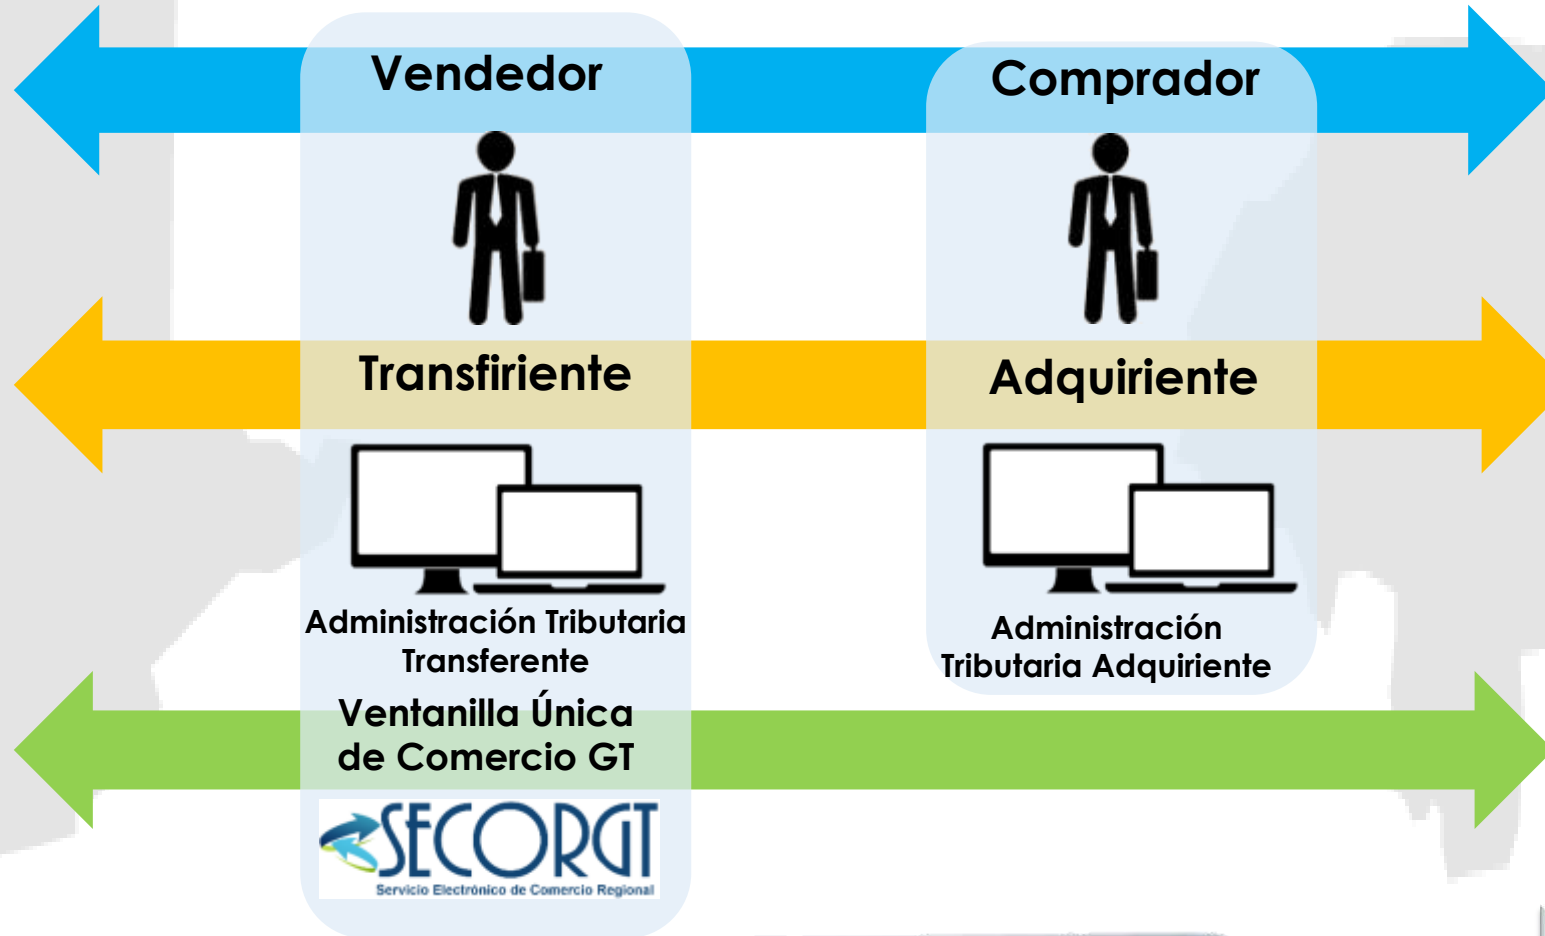 Vendedor
Comprador
Transfiriente
Adquiriente
Administración Tributaria
Transferente
Administración
Tributaria Adquiriente
Ventanilla Única
de Comercio GT
SECORGT
Servicio Electrónico de Comercio Regional